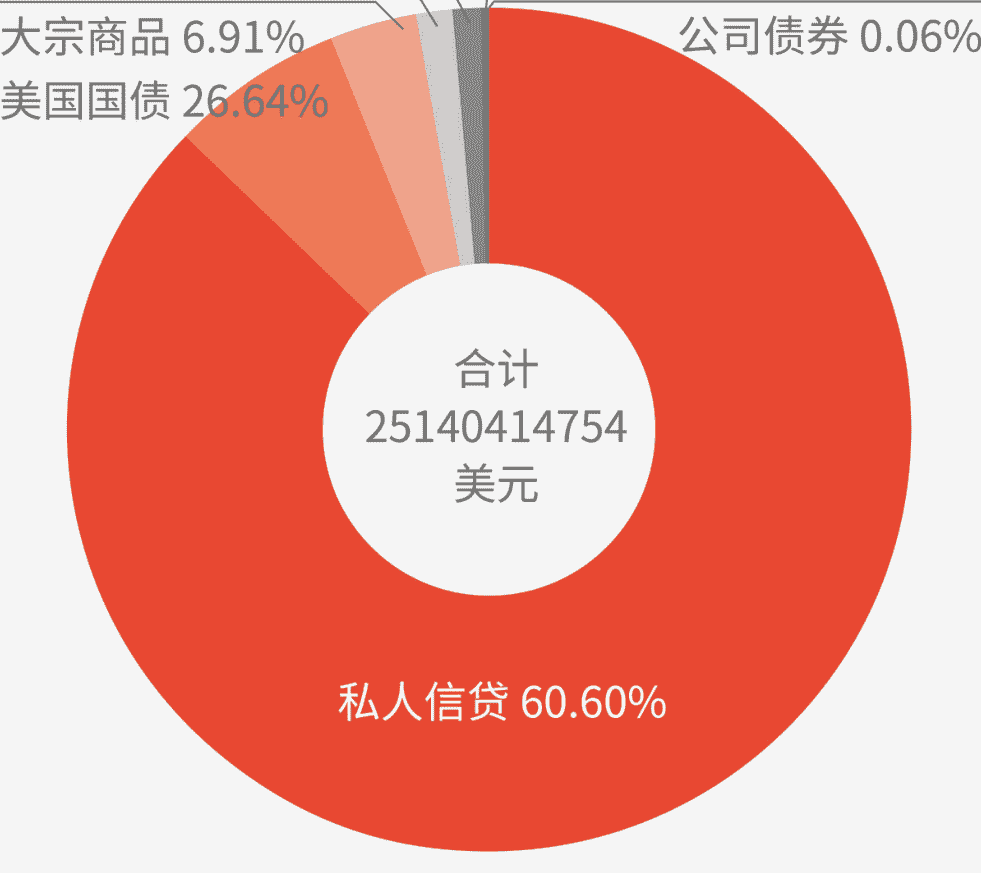 大宗商品 6.91%
公司债券 0.06%
美国国债 26.64%
合计
25140414754
美元
私人信贷 60.60%